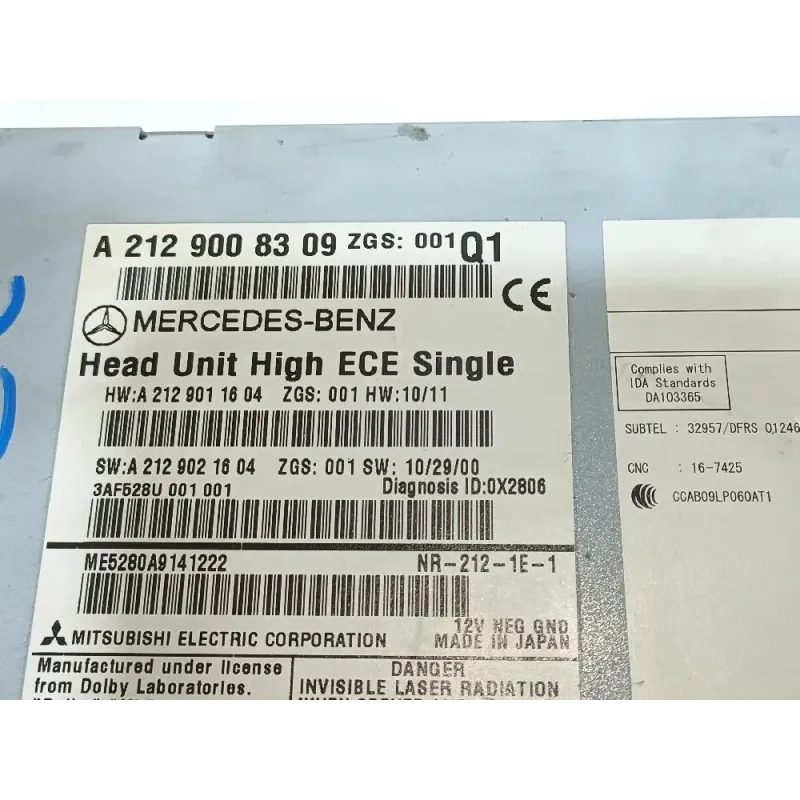 A 212 900 83 09 ZGS: 001 Q1
CE
MERCEDES-BENZ
Head Unit High ECE Single
HW:A 212 901 16 04 ZGS: 001 HW:10/11
SW:A 212 902 16 04 ZGS: 001 SW: 10/29/00
3AF528U 001 001 Diagnosis ID:0X2806
ME5280A9141222 NR-212-1E-1
12V NEG GND
MITSUBISHI ELECTRIC CORPORATION MADE IN JAPAN
Manufactured under license
from Dolby Laboratories.
DANGER
INVISIBLE LASER RADIATION
Complies with
IDA Standards
DA103365
SUBTEL : 32957/DFRS 01246
CNC : 16-7425
CCAB09LP060AT1